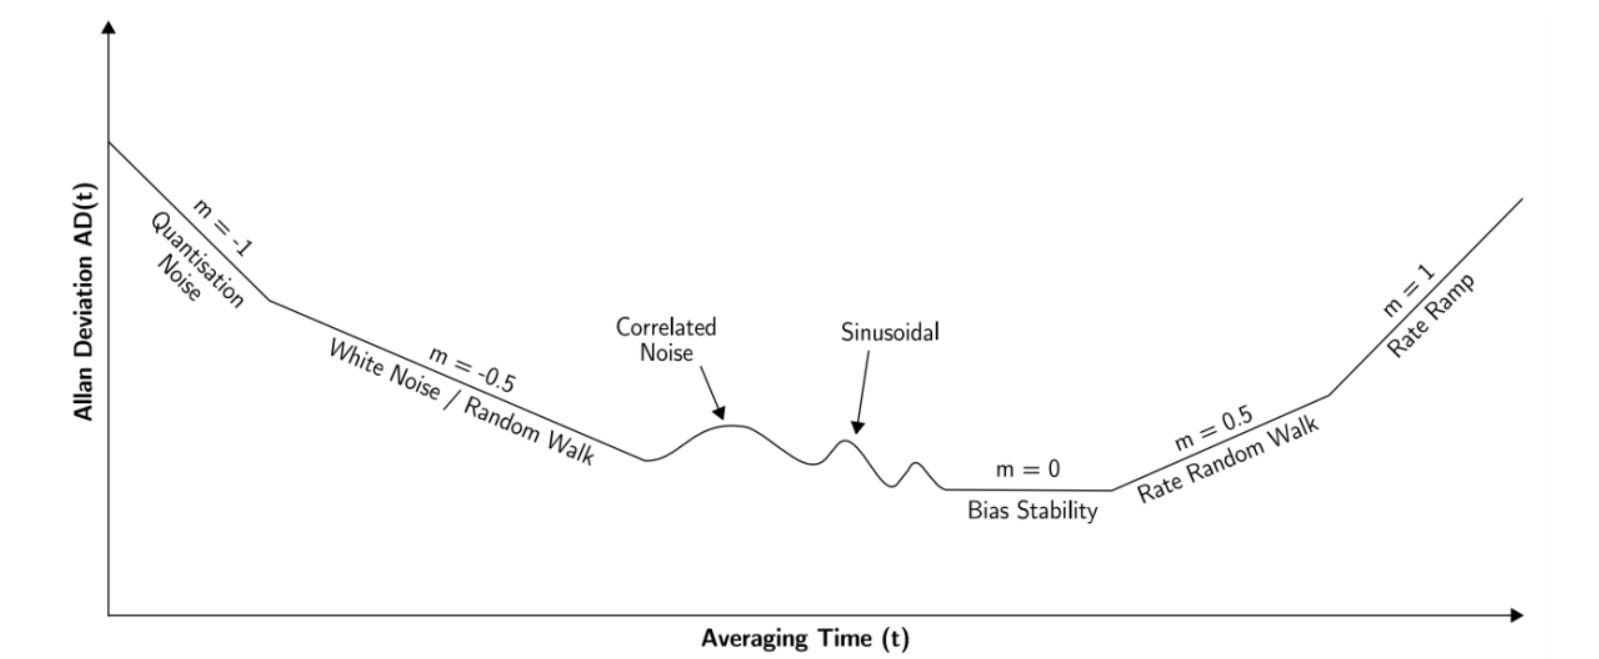 Allan Deviation AD(t)
m = -1
Quantisation
Noise
m = -0.5
White Noise / Random Walk
Correlated
Noise
Sinusoidal
m = 0
Bias Stability
m = 0.5
Rate Random Walk
m = 1
Rate Ramp
Averaging Time (t)